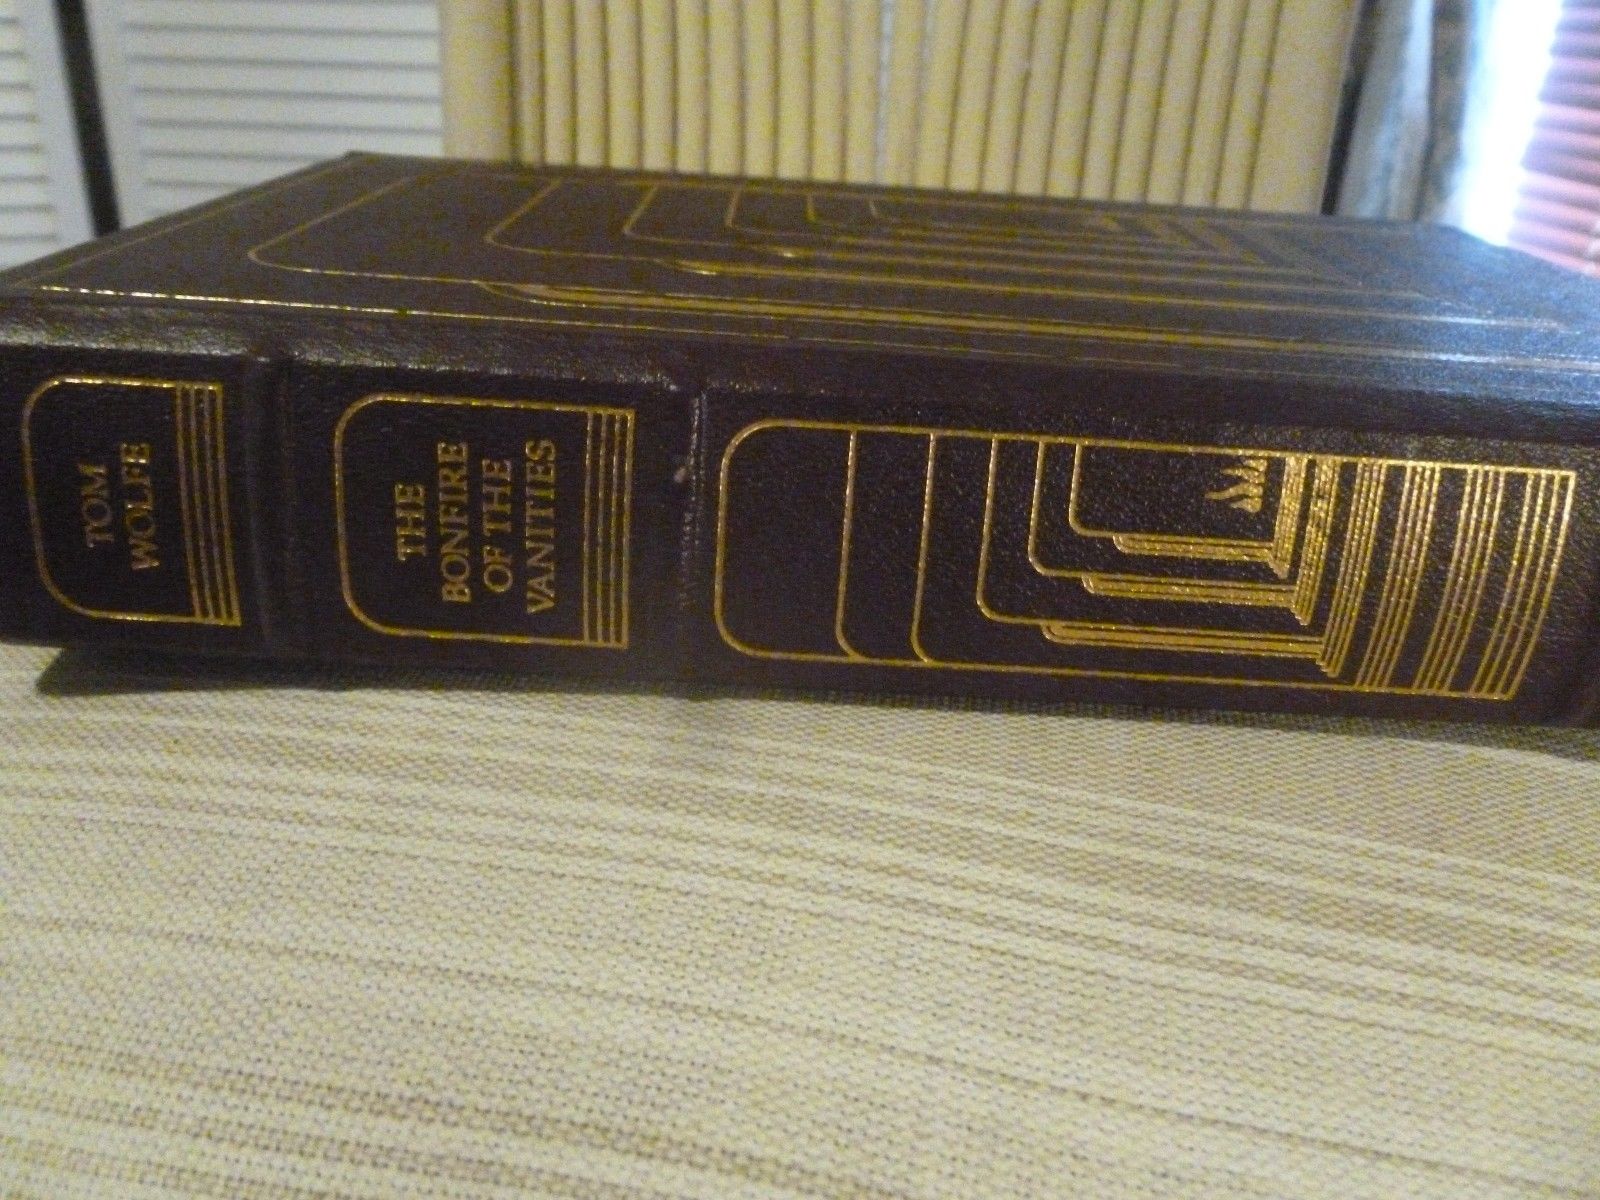 TOM
WOLFE
THE
BONFIRE
OF THE
VANITIES